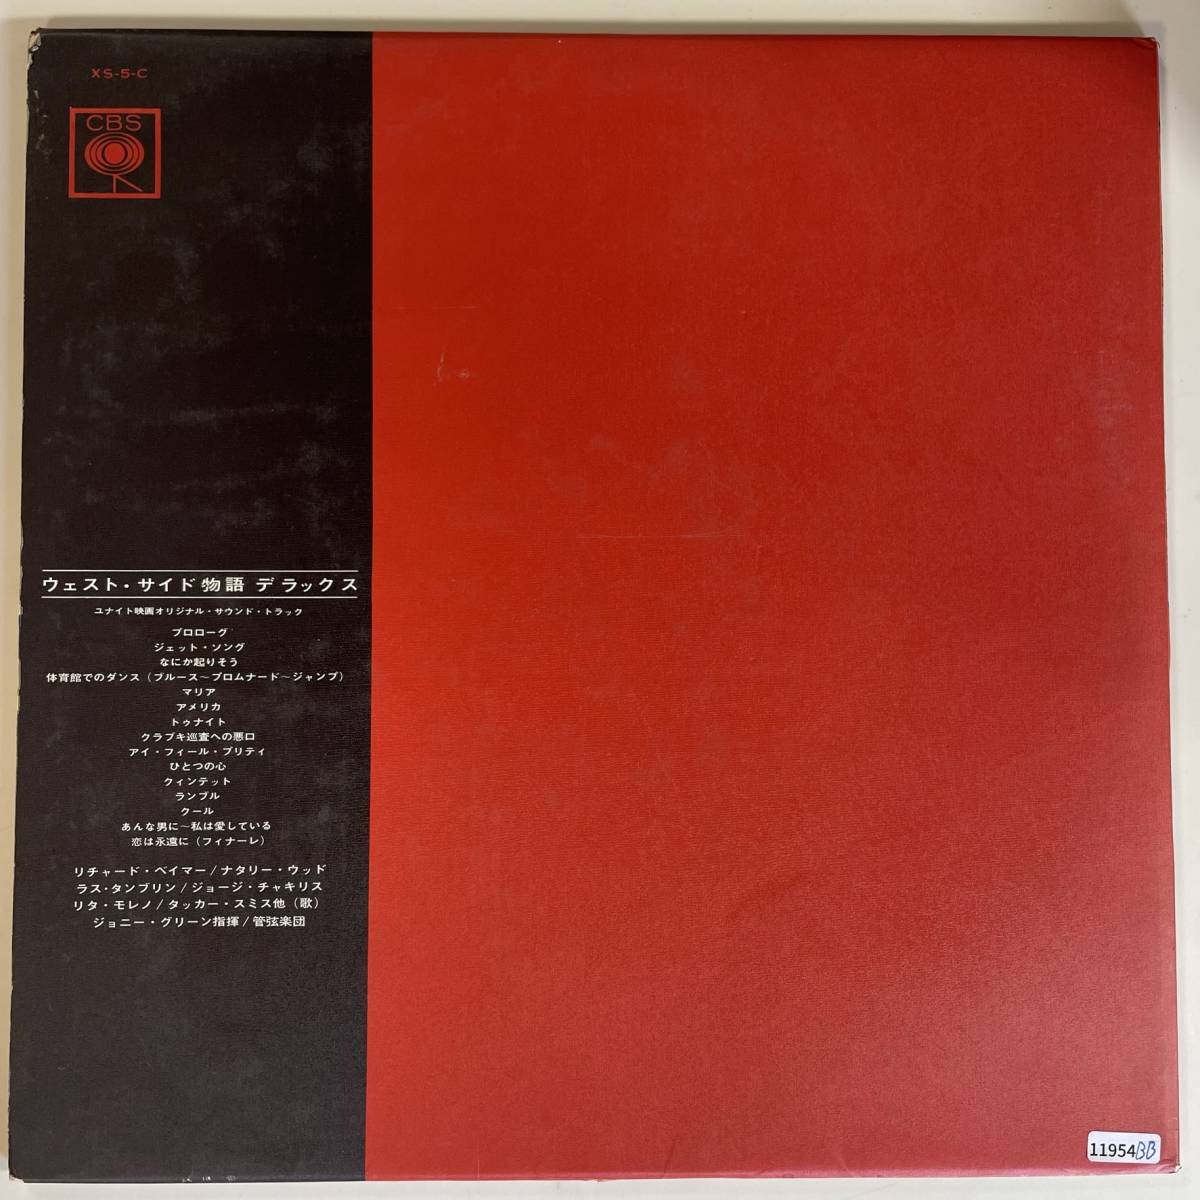 XS-5-C
CBS
ウェスト・サイド物語 デラックス
ユナイト映画オリジナル・サウンド・トラック
プロローグ
ジェット・ソング
なにか起りそう
体育館でのダンス（ブルース～プロムナード～ジャンプ）
マリア
アメリカ
トゥナイト
クラプキ巡査への悪口
アイ・フィール・プリティ
ひとつの心
クィンテット
ランブル
クール
あんな男に～私は愛している
恋は永遠に（フィナーレ）
リチャード・ベイマー/ナタリー・ウッド
ラス・タンブリン/ジョージ・チャキリス
リタ・モレノ/タッカー・スミス他（歌）
ジョニー・グリーン指揮/管弦楽団
11954BB